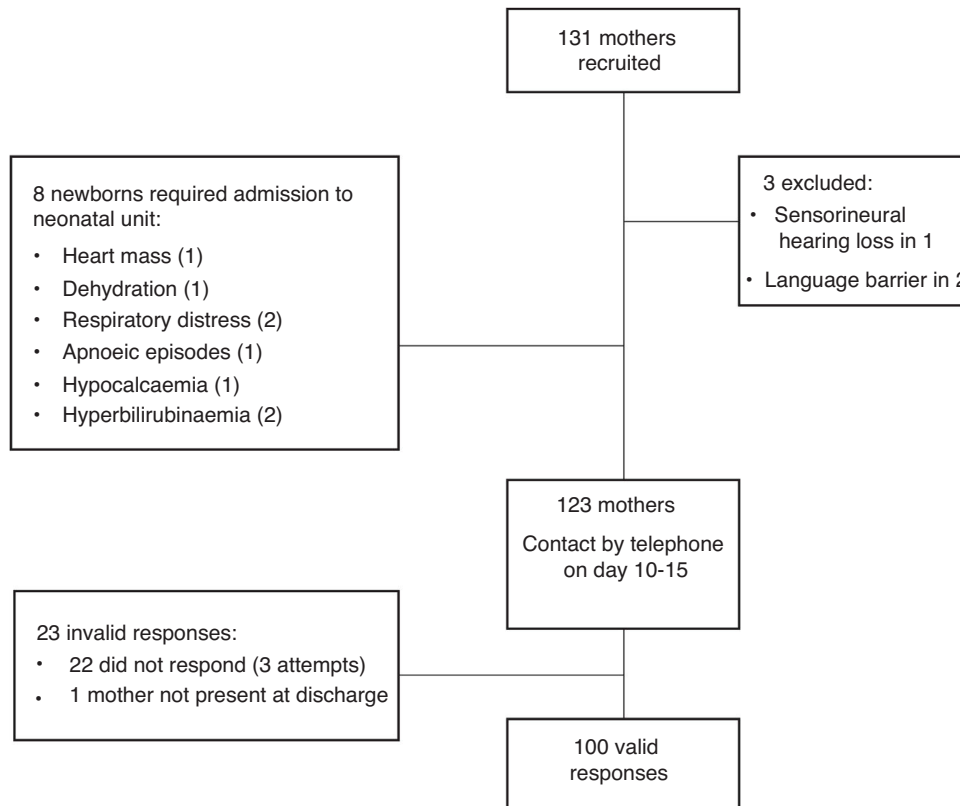 131 mothers
recruited
8 newborns required admission to
neonatal unit:
• Heart mass (1)
• Dehydration (1)
• Respiratory distress (2)
• Apnoeic episodes (1)
• Hypocalcaemia (1)
• Hyperbilirubinaemia (2)
3 excluded:
• Sensorineural
hearing loss in 1
• Language barrier in 2
123 mothers
Contact by telephone
on day 10-15
23 invalid responses:
• 22 did not respond (3 attempts)
• 1 mother not present at discharge
100 valid
responses